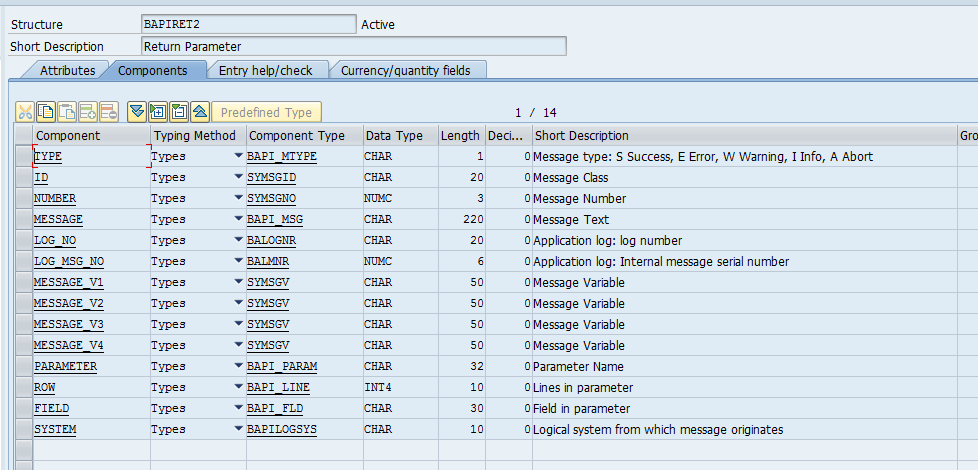 Structure BAPIRET2 Active
Short Description Return Parameter
Attributes Components Entry help/check Currency/quantity fields
Predefined Type 1 / 14
Component Typing Method Component Type Data Type Length Deci... Short Description Gro
TYPE Types BAPI_MTYPE CHAR 1 0 Message type: S Success, E Error, W Warning, I Info, A Abort
ID Types SYMSGID CHAR 20 0 Message Class
NUMBER Types SYMSGNO NUMC 3 0 Message Number
MESSAGE Types BAPI_MSG CHAR 220 0 Message Text
LOG_NO Types BALOGNR CHAR 20 0 Application log: log number
LOG_MSG_NO Types BALMNR NUMC 6 0 Application log: Internal message serial number
MESSAGE_V1 Types SYMSGV CHAR 50 0 Message Variable
MESSAGE_V2 Types SYMSGV CHAR 50 0 Message Variable
MESSAGE_V3 Types SYMSGV CHAR 50 0 Message Variable
MESSAGE_V4 Types SYMSGV CHAR 50 0 Message Variable
PARAMETER Types BAPI_PARAM CHAR 32 0 Parameter Name
ROW Types BAPI_LINE INT4 10 0 Lines in parameter
FIELD Types BAPI_FLD CHAR 30 0 Field in parameter
SYSTEM Types BAPILOGSYS CHAR 10 0 Logical system from which message originates